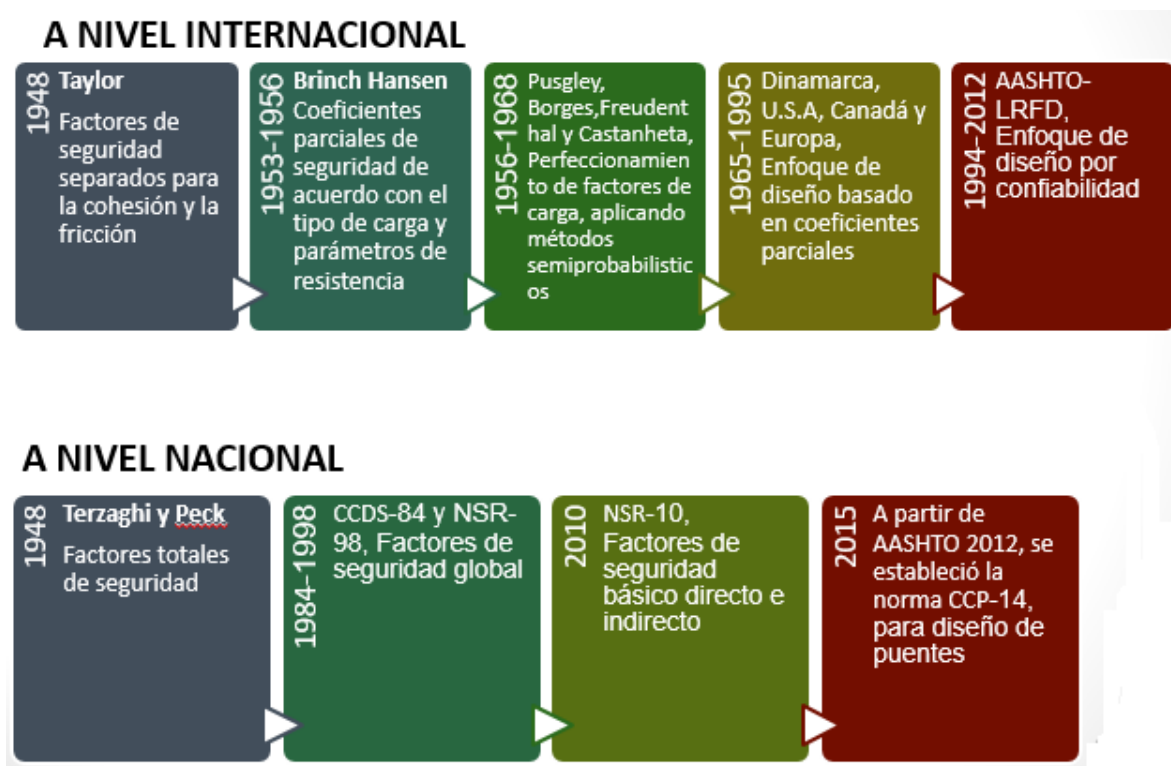 A NIVEL INTERNACIONAL
1948
Taylor
Factores de
seguridad
separados para
la cohesión y la
fricción
1953-1956
Brinch Hansen
Coeficientes
parciales de
seguridad de
acuerdo con el
tipo de carga y
parámetros de
resistencia
1956-1968
Pusgley,
Borges,Freudent
hal y Castanheta,
Perfeccionamien
to de factores de
carga, aplicando
métodos
semiprobabilistic
os
1965-1995
Dinamarca,
U.S.A, Canadá y
Europa,
Enfoque de
diseño basado
en coeficientes
parciales
1994-2012
AASHTO-
LRFD,
Enfoque de
diseño por
confiabilidad
A NIVEL NACIONAL
1948
Terzaghi y Peck
Factores totales
de seguridad
1984-1998
CCDS-84 y NSR-
98, Factores de
seguridad global
2010
NSR-10,
Factores de
seguridad
básico directo e
indirecto
2015
A partir de
AASHTO 2012, se
estableció la
norma CCP-14,
para diseño de
puentes